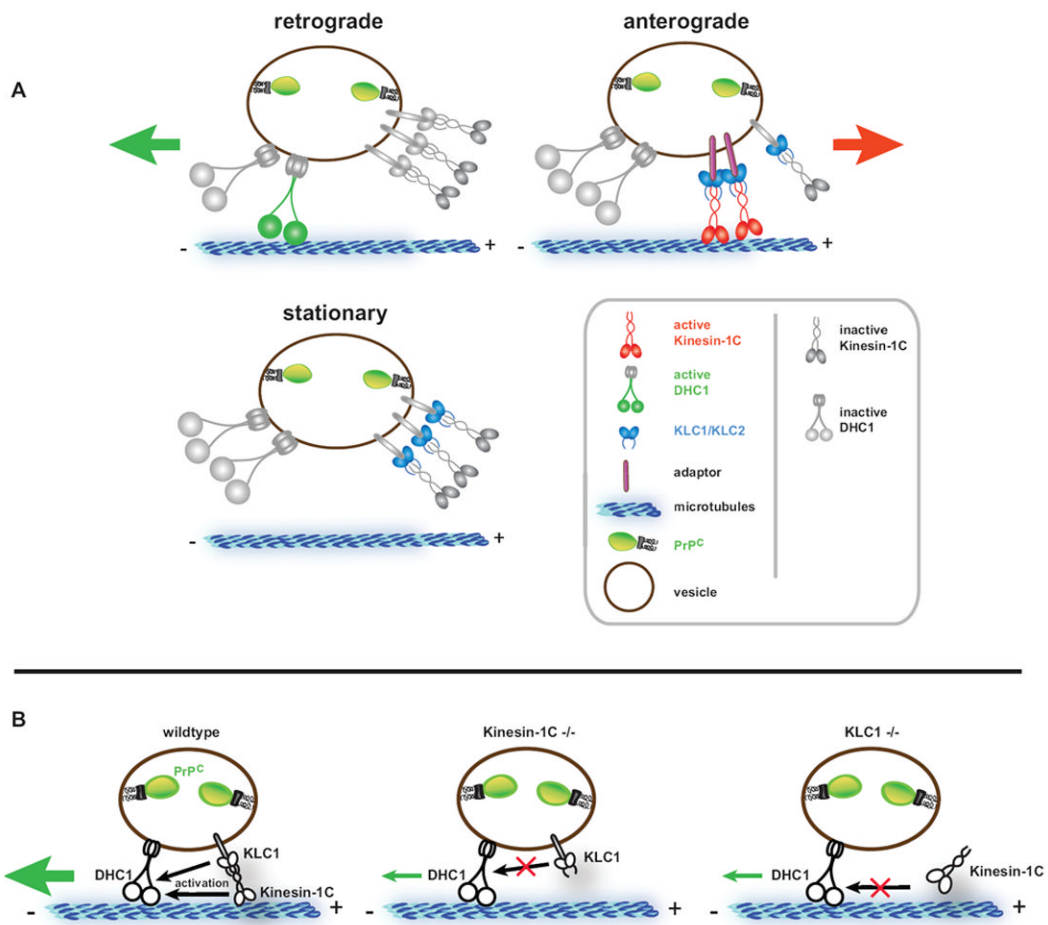 retrograde
anterograde
A
- +
- +
stationary
- +
active
Kinesin-1C
inactive
Kinesin-1C
active
DHC1
inactive
DHC1
KLC1/KLC2
adaptor
microtubules
PrPᶜ
vesicle
B
wildtype
Kinesin-1C -/-
KLC1 -/-
PrPᶜ
KLC1
DHC1
activation
Kinesin-1C
- +
DHC1
KLC1
- +
DHC1
Kinesin-1C
- +